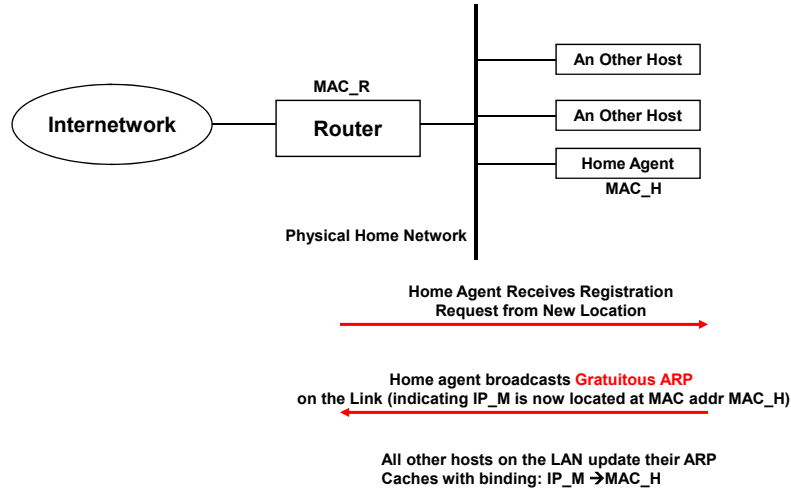 An Other Host
MAC_R
Internetwork
Router
An Other Host
Home Agent
MAC_H
Physical Home Network
Home Agent Receives Registration
Request from New Location
Home agent broadcasts Gratuitous ARP
on the Link (indicating IP_M is now located at MAC addr MAC_H)
All other hosts on the LAN update their ARP
Caches with binding: IP_M →MAC_H